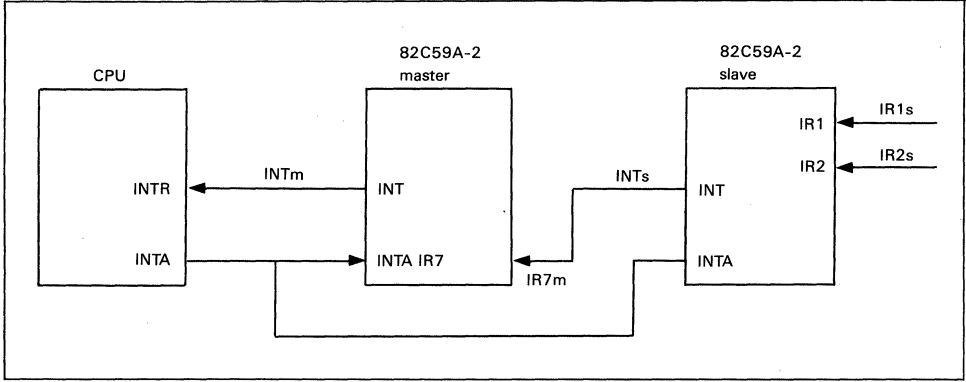 CPU
82C59A-2
master
82C59A-2
slave
IR1
IR1s
IR2
IR2s
INTR
INTm
INT
INTs
INT
INTA
INTA IR7
IR7m
INTA